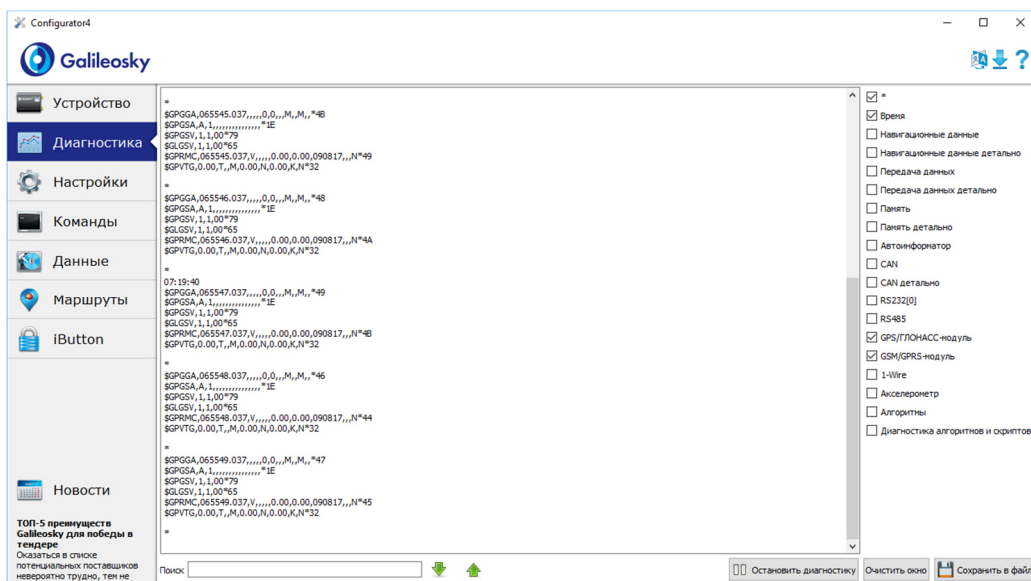 Configurator4
Galileosky
Устройство
Диагностика
Настройки
Команды
Данные
Маршруты
iButton
Новости
ТОП-5 преимуществ
Galileosky для победы в
тендере
Оказаться в списке
потенциальных поставщиков
невероятно трудно, тем не
=
$GPGGA,065545.037,,,,,0,0,,,M,,M,,*4B
$GPGSA,A,1,,,,,,,,,,,,,,,*1E
$GPGSV,1,1,00*79
$GLGSV,1,1,00*65
$GPRMC,065545.037,V,,,,,0.00,0.00,090817,,,N*49
$GPVTG,0.00,T,,M,0.00,N,0.00,K,N*32
=
$GPGGA,065546.037,,,,,0,0,,,M,,M,,*48
$GPGSA,A,1,,,,,,,,,,,,,,,*1E
$GPGSV,1,1,00*79
$GLGSV,1,1,00*65
$GPRMC,065546.037,V,,,,,0.00,0.00,090817,,,N*4A
$GPVTG,0.00,T,,M,0.00,N,0.00,K,N*32
=
07:19:40
$GPGGA,065547.037,,,,,0,0,,,M,,M,,*49
$GPGSA,A,1,,,,,,,,,,,,,,,*1E
$GPGSV,1,1,00*79
$GLGSV,1,1,00*65
$GPRMC,065547.037,V,,,,,0.00,0.00,090817,,,N*4B
$GPVTG,0.00,T,,M,0.00,N,0.00,K,N*32
=
$GPGGA,065548.037,,,,,0,0,,,M,,M,,*46
$GPGSA,A,1,,,,,,,,,,,,,,,*1E
$GPGSV,1,1,00*79
$GLGSV,1,1,00*65
$GPRMC,065548.037,V,,,,,0.00,0.00,090817,,,N*44
$GPVTG,0.00,T,,M,0.00,N,0.00,K,N*32
=
$GPGGA,065549.037,,,,,0,0,,,M,,M,,*47
$GPGSA,A,1,,,,,,,,,,,,,,,*1E
$GPGSV,1,1,00*79
$GLGSV,1,1,00*65
$GPRMC,065549.037,V,,,,,0.00,0.00,090817,,,N*45
$GPVTG,0.00,T,,M,0.00,N,0.00,K,N*32
=
*
Время
Навигационные данные
Навигационные данные детально
Передача данных
Передача данных детально
Память
Память детально
Автоинформатор
CAN
CAN детально
RS232[0]
RS485
GPS/ГЛОНАСС-модуль
GSM/GPRS-модуль
1-Wire
Акселерометр
Алгоритмы
Диагностика алгоритмов и скриптов
Поиск
Остановить диагностику
Очистить окно
Сохранить в файл